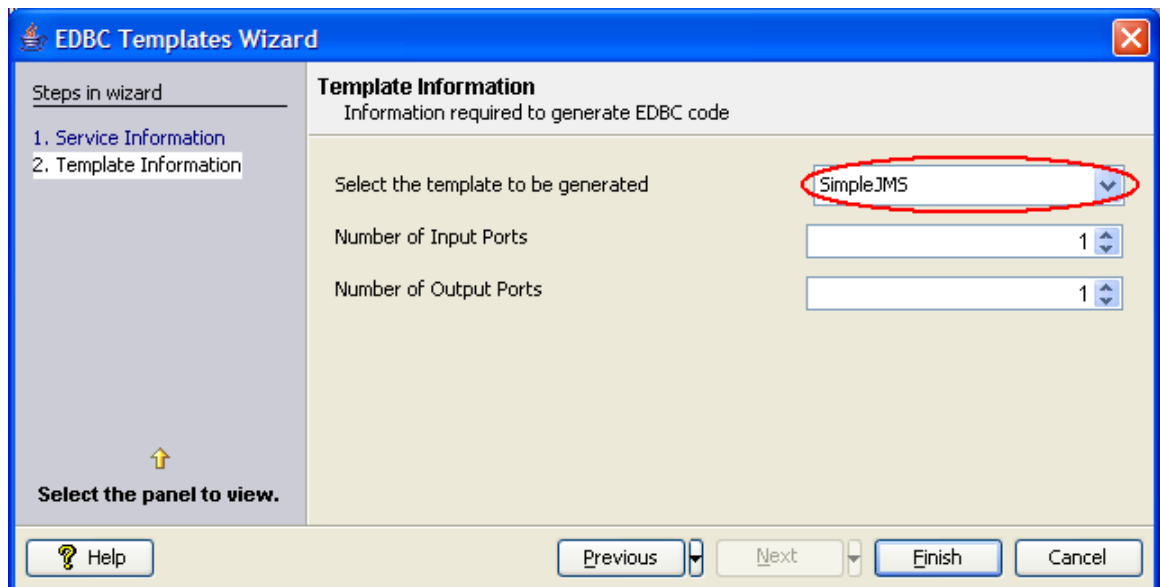 EDBC Templates Wizard
Steps in wizard
1. Service Information
2. Template Information
Select the panel to view.
Template Information
Information required to generate EDBC code
Select the template to be generated
SimpleJMS
Number of Input Ports
1
Number of Output Ports
1
Help
Previous
Next
Finish
Cancel